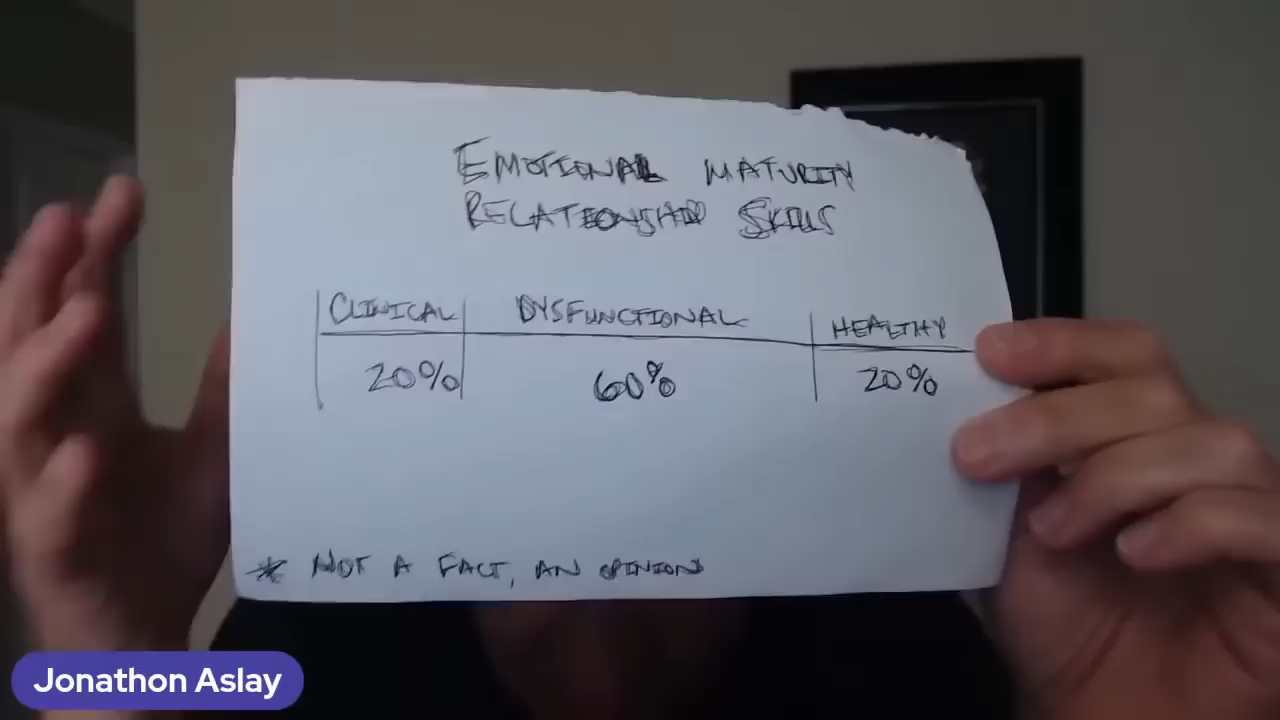 EMOTIONAL MATURITY
RELATIONSHIP SKILLS
CLINICAL DYSFUNCTIONAL HEALTHY
20% 60% 20%
* NOT A FACT, AN OPINION
Jonathon Aslay